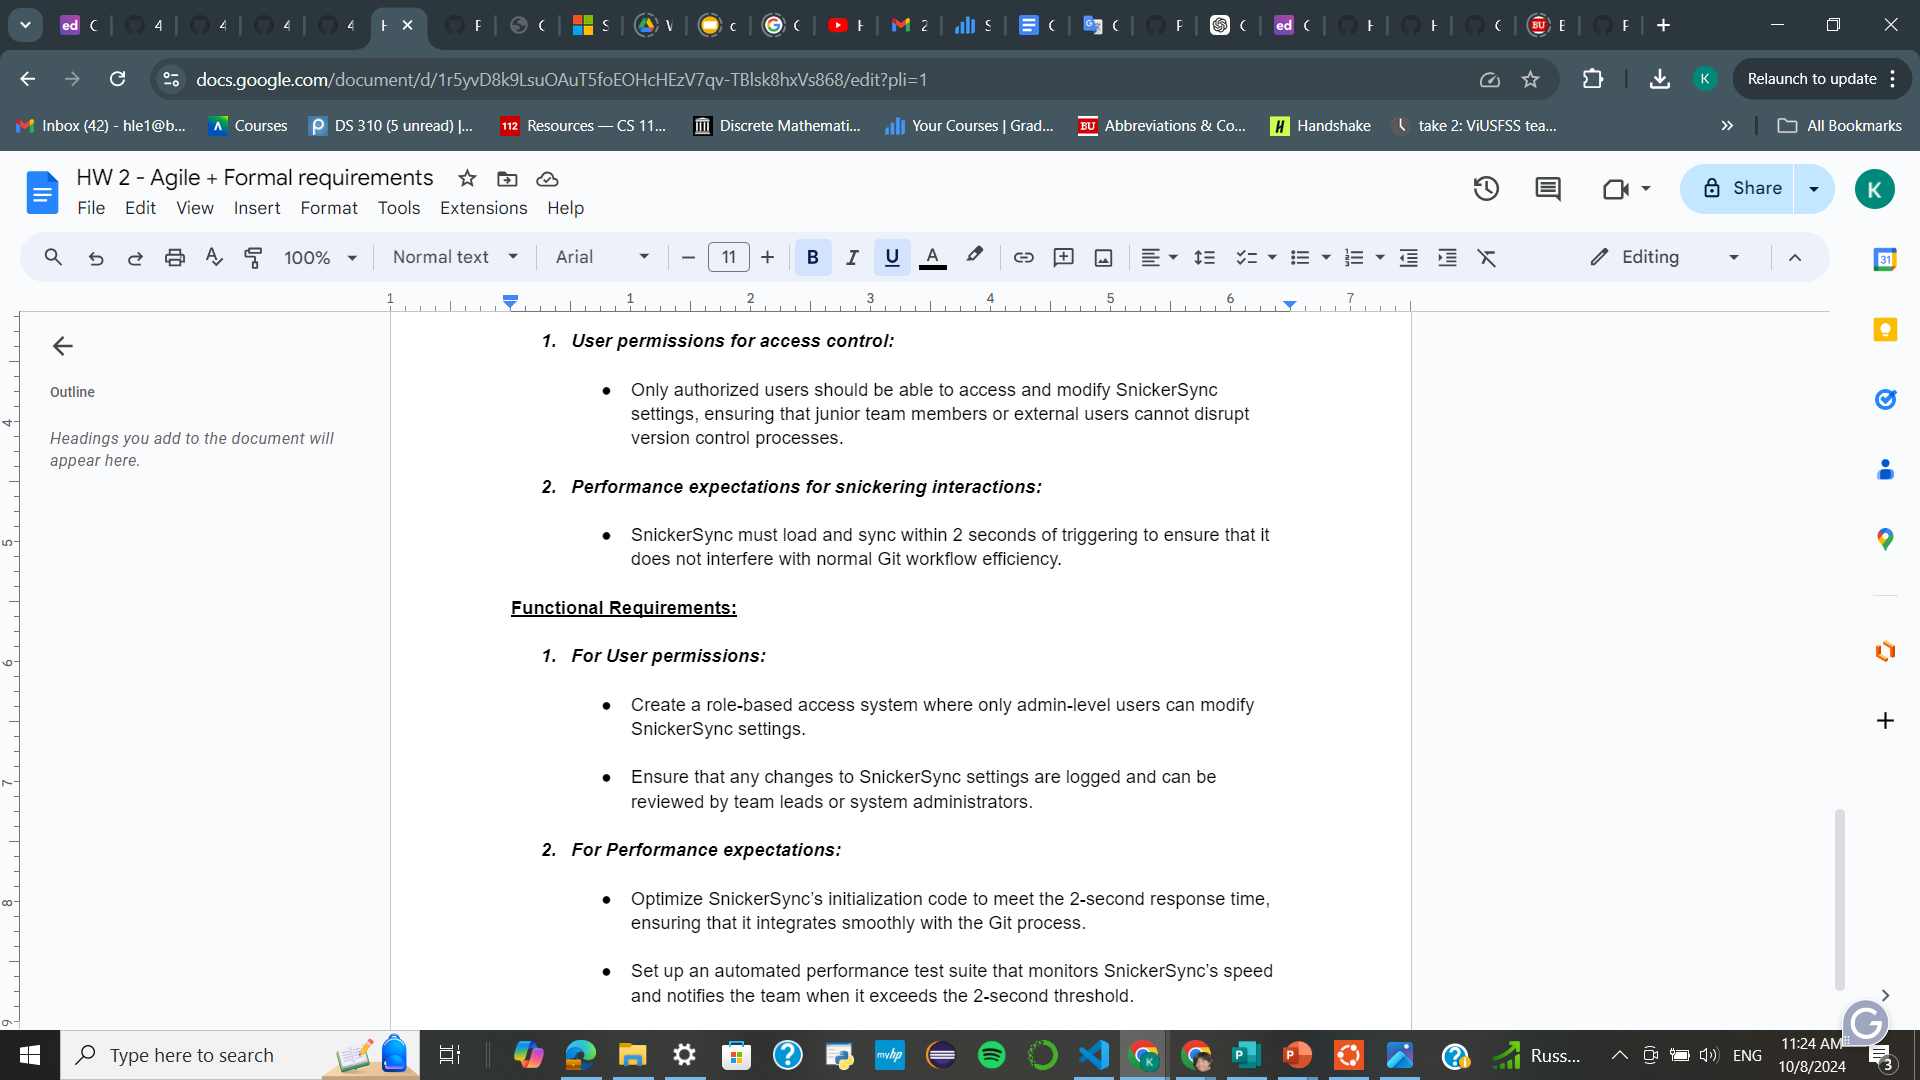 docs.google.com/document/d/1r5yvD8k9LsuOAuT5foEOHcHEzV7qv-TBlsk8hxVs868/edit?pli=1
Relaunch to update
Inbox (42) - hle1@b...
Courses
DS 310 (5 unread) |...
Resources — CS 11...
Discrete Mathemati...
Your Courses | Grad...
Abbreviations & Co...
Handshake
take 2: ViUSFSS tea...
All Bookmarks
HW 2 - Agile + Formal requirements
File Edit View Insert Format Tools Extensions Help
Share
K
100% Normal text Arial 11 B I U A Editing
1 1 2 3 4 5 6 7
Outline
Headings you add to the document will
appear here.
1. User permissions for access control:
● Only authorized users should be able to access and modify SnickerSync
settings, ensuring that junior team members or external users cannot disrupt
version control processes.
2. Performance expectations for snickering interactions:
● SnickerSync must load and sync within 2 seconds of triggering to ensure that it
does not interfere with normal Git workflow efficiency.
Functional Requirements:
1. For User permissions:
● Create a role-based access system where only admin-level users can modify
SnickerSync settings.
● Ensure that any changes to SnickerSync settings are logged and can be
reviewed by team leads or system administrators.
2. For Performance expectations:
● Optimize SnickerSync’s initialization code to meet the 2-second response time,
ensuring that it integrates smoothly with the Git process.
● Set up an automated performance test suite that monitors SnickerSync’s speed
and notifies the team when it exceeds the 2-second threshold.
Type here to search
Russ...
ENG
11:24 AM
10/8/2024
3